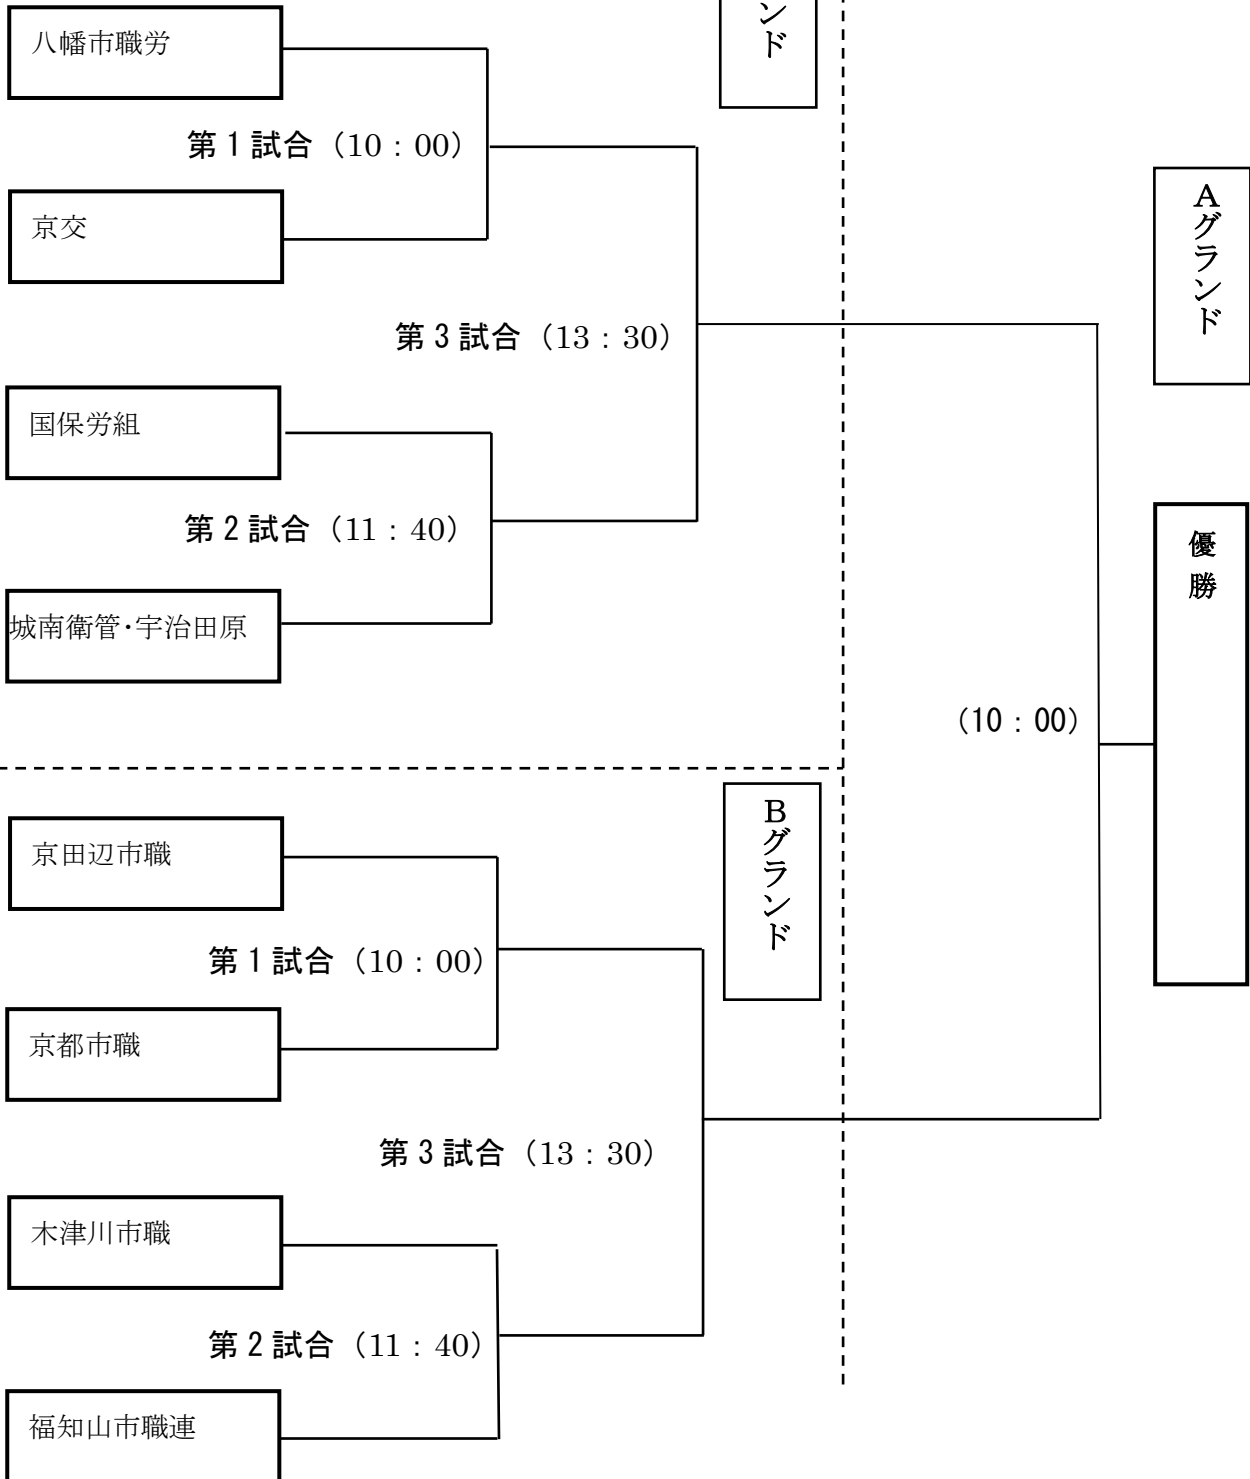 八幡市職労
ンド
第1試合（10：00）
京交
Aグランド
第3試合（13：30）
国保労組
第2試合（11：40）
優勝
城南衛管・宇治田原
（10：00）
Bグランド
京田辺市職
第1試合（10：00）
京都市職
第3試合（13：30）
木津川市職
第2試合（11：40）
福知山市職連